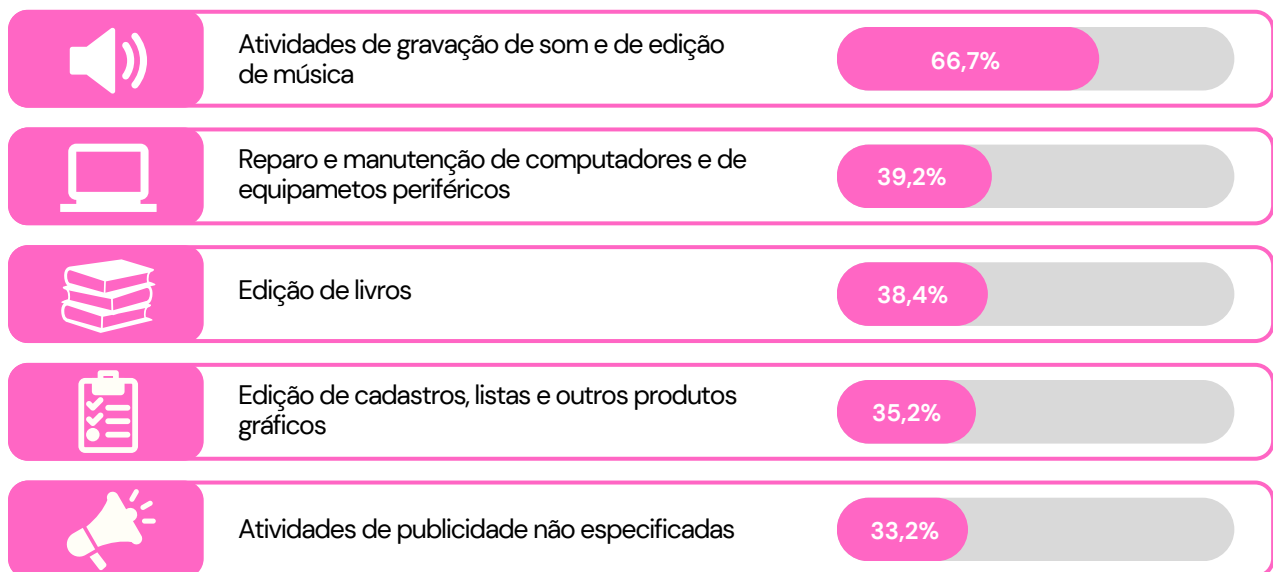 Atividades de gravação de som e de edição
de música
66,7%
Reparo e manutenção de computadores e de
equipametos periféricos
39,2%
Edição de livros
38,4%
Edição de cadastros, listas e outros produtos
gráficos
35,2%
Atividades de publicidade não especificadas
33,2%